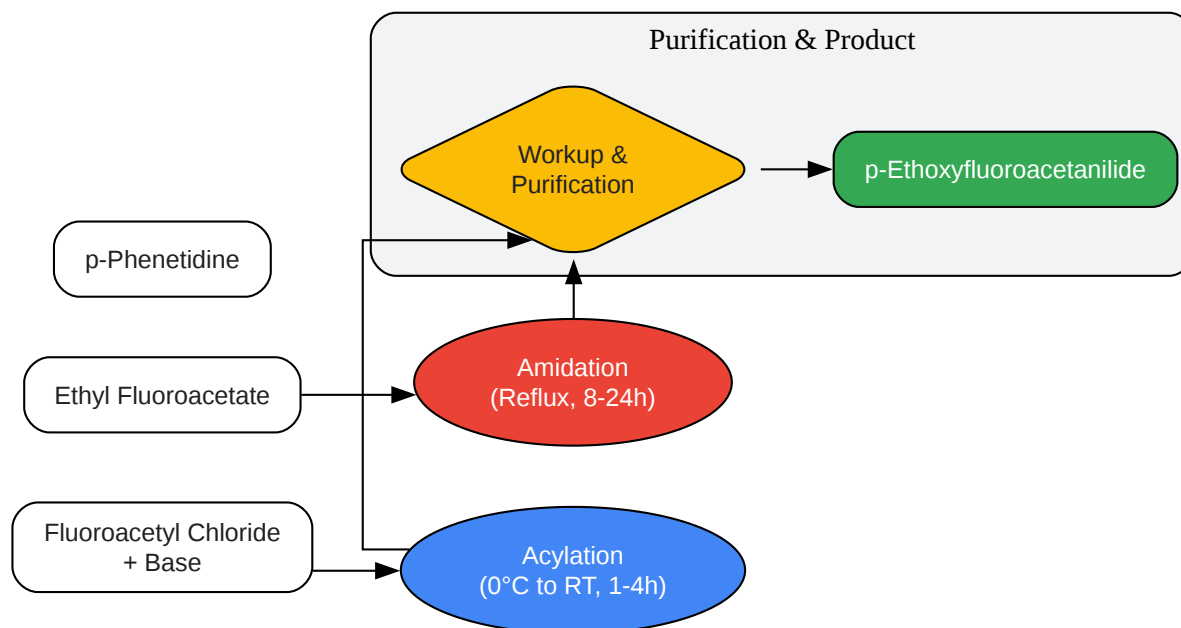 Purification & Product
Workup &
Purification
p-Ethoxyfluoroacetanilide
p-Phenetidine
Ethyl Fluoroacetate
Amidation
(Reflux, 8-24h)
Fluoroacetyl Chloride
+ Base
Acylation
(0°C to RT, 1-4h)